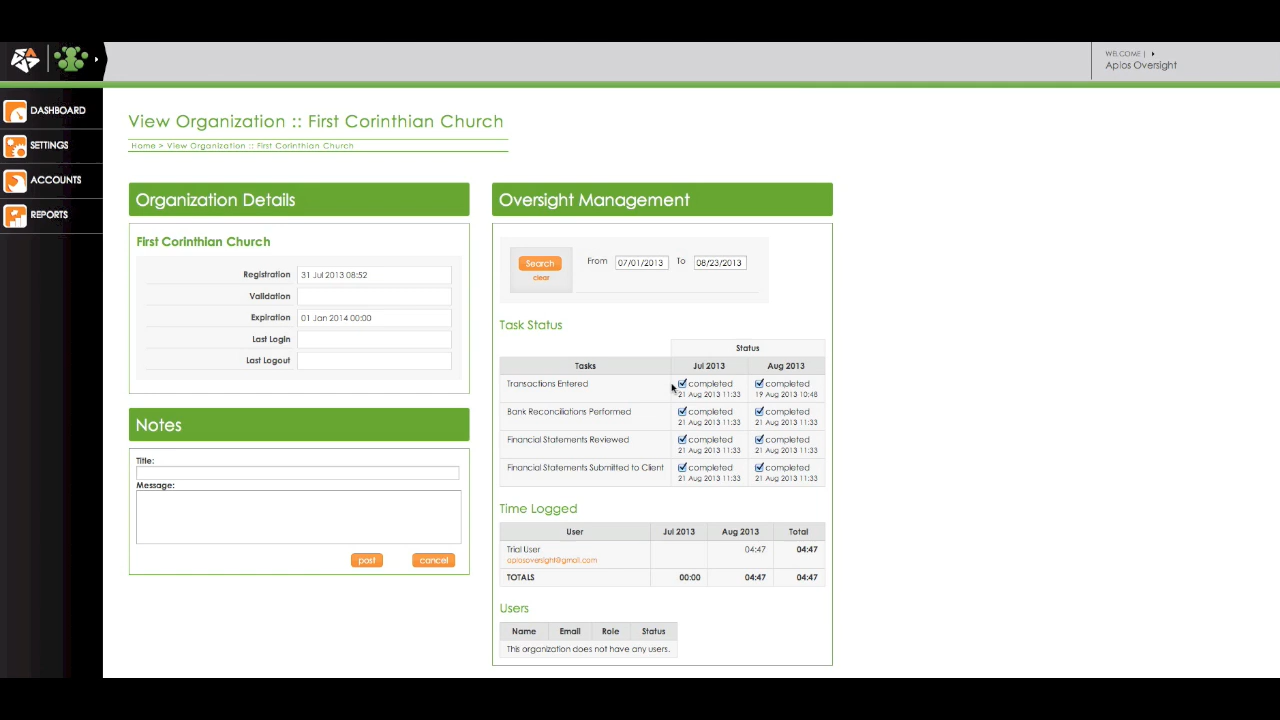 WELCOME |
Aplos Oversight
DASHBOARD
SETTINGS
ACCOUNTS
REPORTS
View Organization :: First Corinthian Church
Home > View Organization :: First Corinthian Church
Organization Details
First Corinthian Church
Registration 31 Jul 2013 08:52
Validation
Expiration 01 Jan 2014 00:00
Last Login
Last Logout
Notes
Title:
Message:
post cancel
Oversight Management
Search From 07/01/2013 To 08/23/2013
clear
Task Status
Status
Tasks Jul 2013 Aug 2013
Transactions Entered completed completed
21 Aug 2013 11:33 19 Aug 2013 10:48
Bank Reconciliations Performed completed completed
21 Aug 2013 11:33 21 Aug 2013 11:33
Financial Statements Reviewed completed completed
21 Aug 2013 11:33 21 Aug 2013 11:33
Financial Statements Submitted to Client completed completed
21 Aug 2013 11:33 21 Aug 2013 11:33
Time Logged
User Jul 2013 Aug 2013 Total
Trial User 04:47 04:47
aplosoversight@gmail.com
TOTALS 00:00 04:47 04:47
Users
Name Email Role Status
This organization does not have any users.